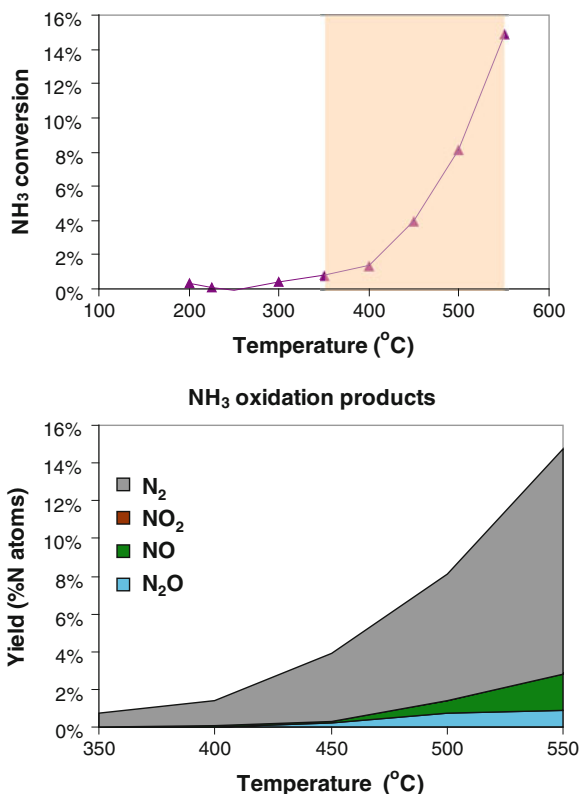 16%
14%
12%
10%
8%
6%
4%
2%
0%
NH₃ conversion
100 200 300 400 500 600
Temperature (°C)
NH₃ oxidation products
16%
14%
12%
10%
8%
6%
4%
2%
0%
Yield (%N atoms)
N₂
NO₂
NO
N₂O
350 400 450 500 550
Temperature (°C)